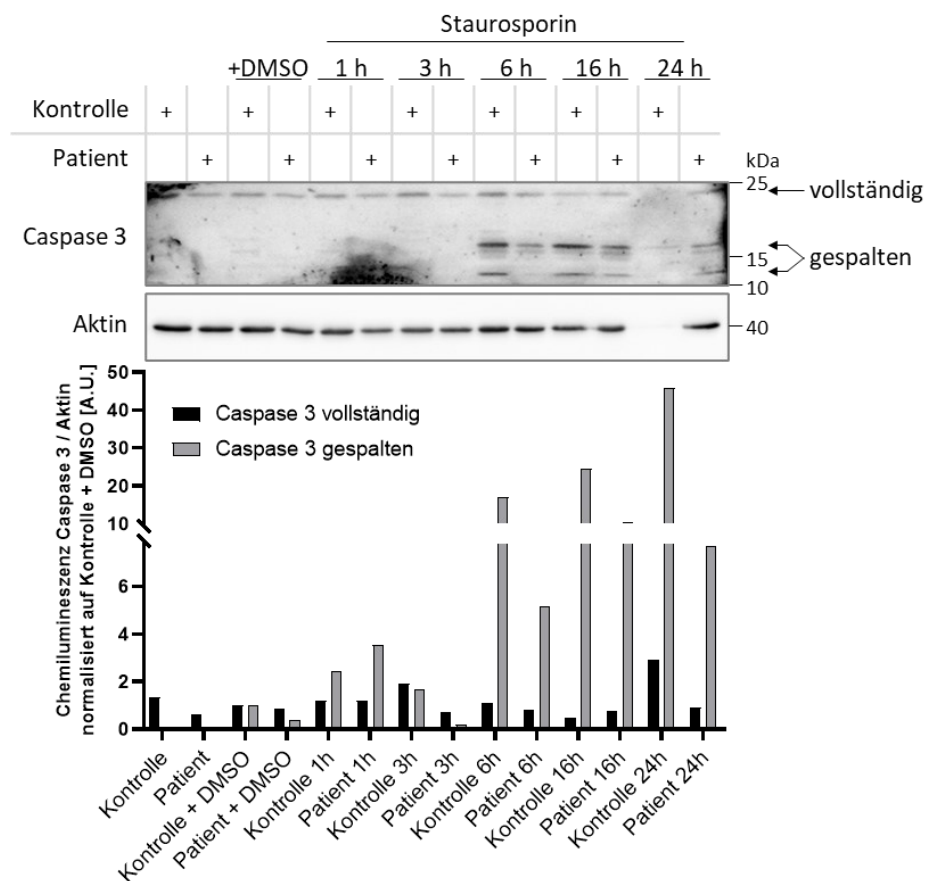 Staurosporin
+DMSO 1 h 3 h 6 h 16 h 24 h
Kontrolle + + + + + + +
Patient + + + + + + + kDa
25 vollständig
Caspase 3
15 gespalten
10
Aktin 40
Chemilumineszenz Caspase 3 / Aktin
normalisiert auf Kontrolle + DMSO [A.U.]
50
40
30
20
10
6
4
2
0
Caspase 3 vollständig
Caspase 3 gespalten
Kontrolle
Patient
Kontrolle + DMSO
Patient + DMSO
Kontrolle 1h
Patient 1h
Kontrolle 3h
Patient 3h
Kontrolle 6h
Patient 6h
Kontrolle 16h
Patient 16h
Kontrolle 24h
Patient 24h